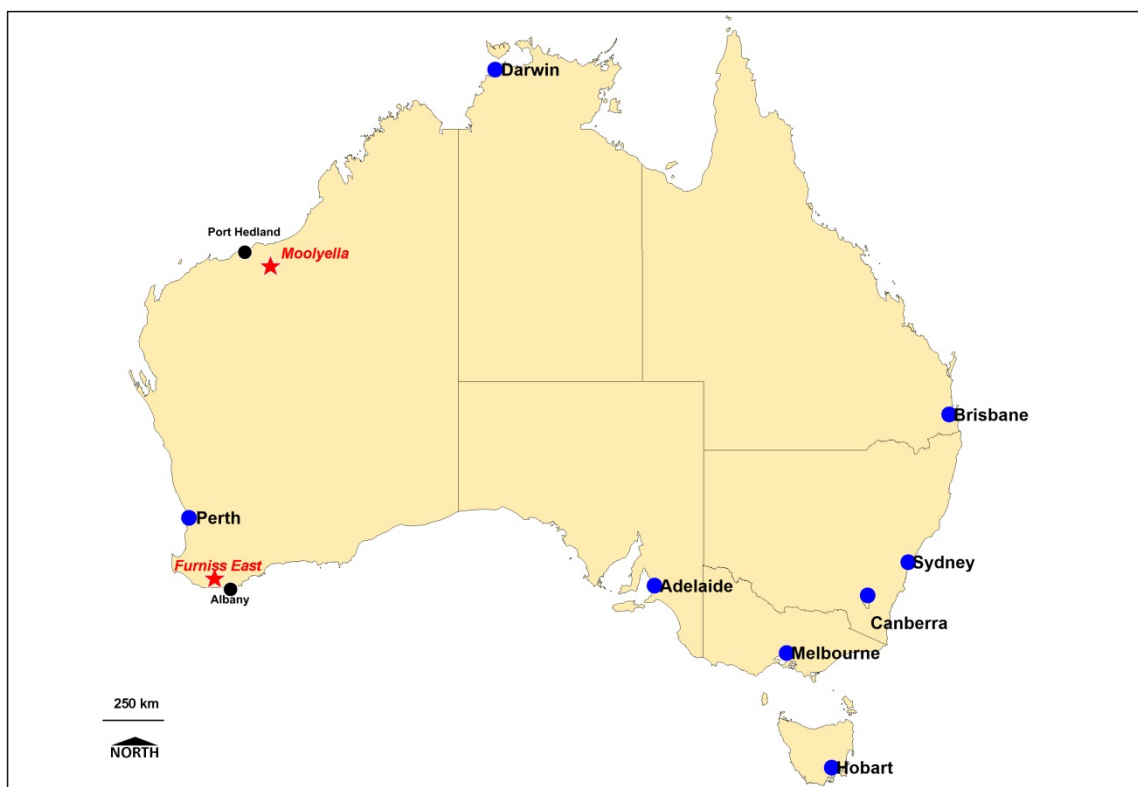 Darwin
Port Hedland
Moolyella
Brisbane
Perth
Furniss East
Albany
Sydney
Adelaide
Canberra
Melbourne
250 km
NORTH
Hobart